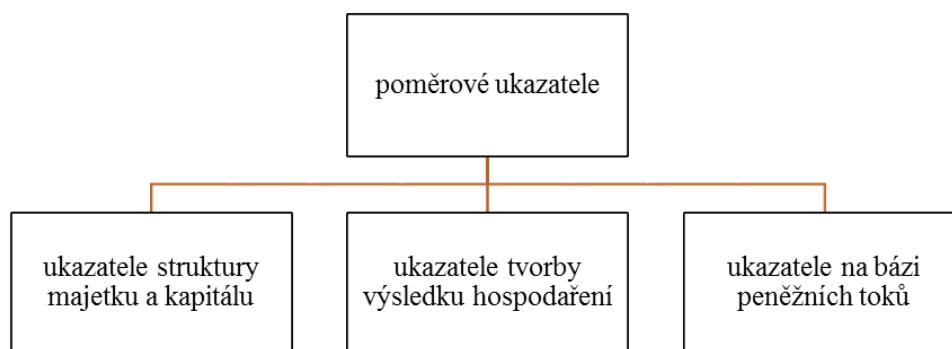 poměrové ukazatele
ukazatele struktury
majetku a kapitálu
ukazatele tvorby
výsledku hospodaření
ukazatele na bázi
peněžních toků